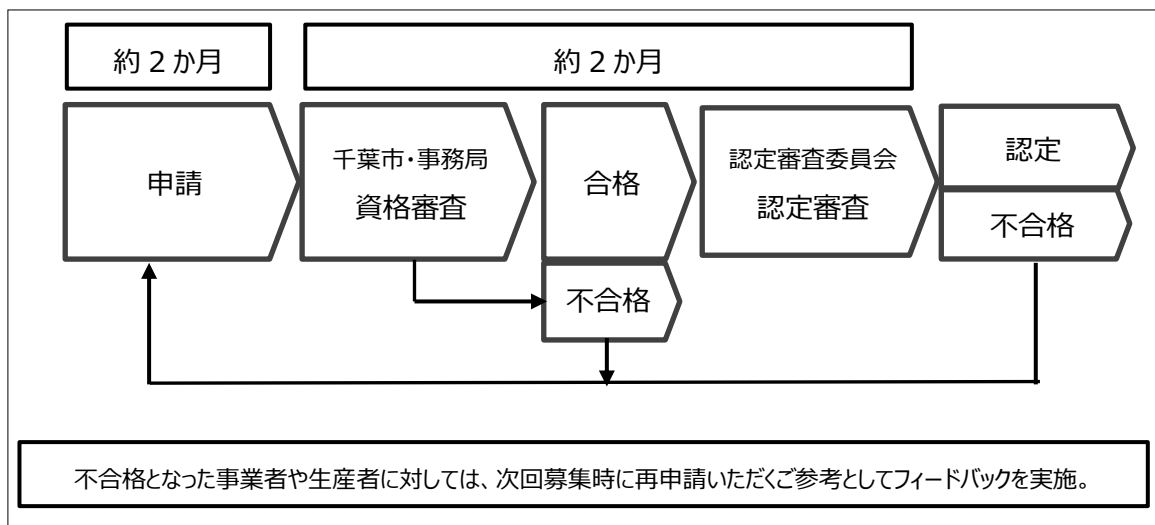 約２か月
約２か月
申請
千葉市・事務局
資格審査
合格
不合格
認定審査委員会
認定審査
認定
不合格
不合格となった事業者や生産者に対しては、次回募集時に再申請いただくご参考としてフィードバックを実施。